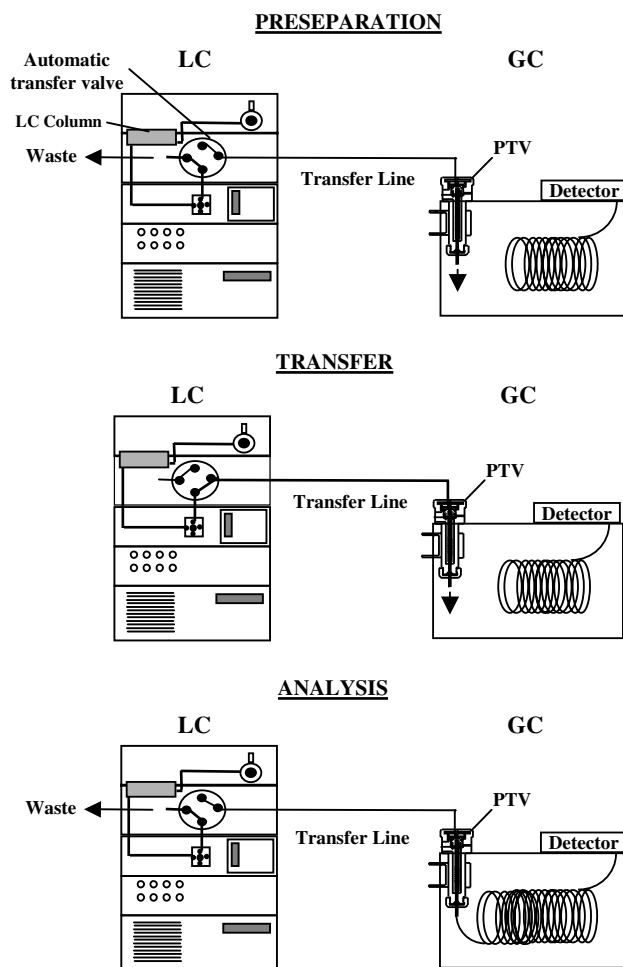 PRESEPARATION
LC
GC
Automatic
transfer valve
LC Column
Waste
Transfer Line
PTV
Detector
TRANSFER
LC
GC
Transfer Line
PTV
Detector
ANALYSIS
LC
GC
Waste
Transfer Line
PTV
Detector